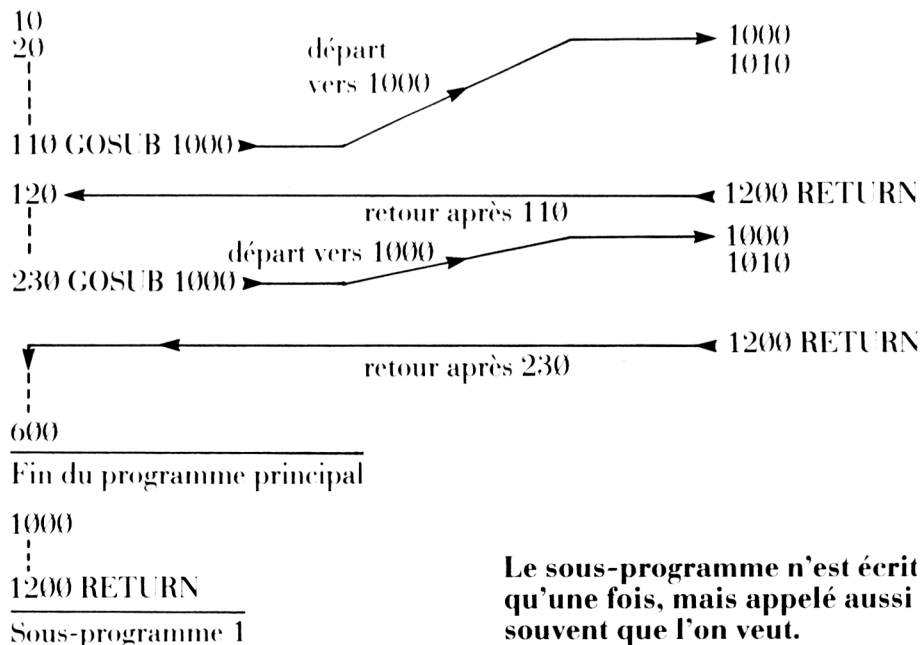 10
20
départ
vers 1000
1000
1010
110 GOSUB 1000
120
retour après 110
1200 RETURN
départ vers 1000
1000
1010
230 GOSUB 1000
1200 RETURN
retour après 230
600
Fin du programme principal
1000
1200 RETURN
Sous-programme 1
Le sous-programme n'est écrit
qu'une fois, mais appelé aussi
souvent que l'on veut.